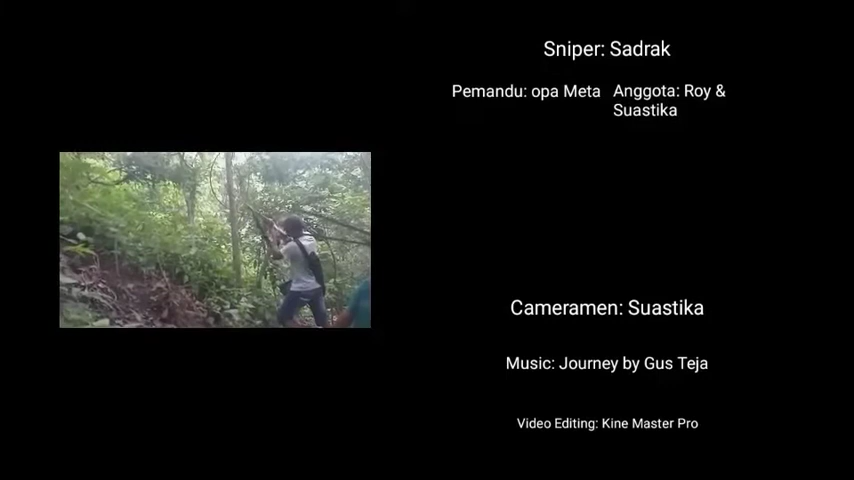 Sniper: Sadrak
Pemandu: opa Meta
Anggota: Roy &
Suastika
Cameramen: Suastika
Music: Journey by Gus Teja
Video Editing: Kine Master Pro